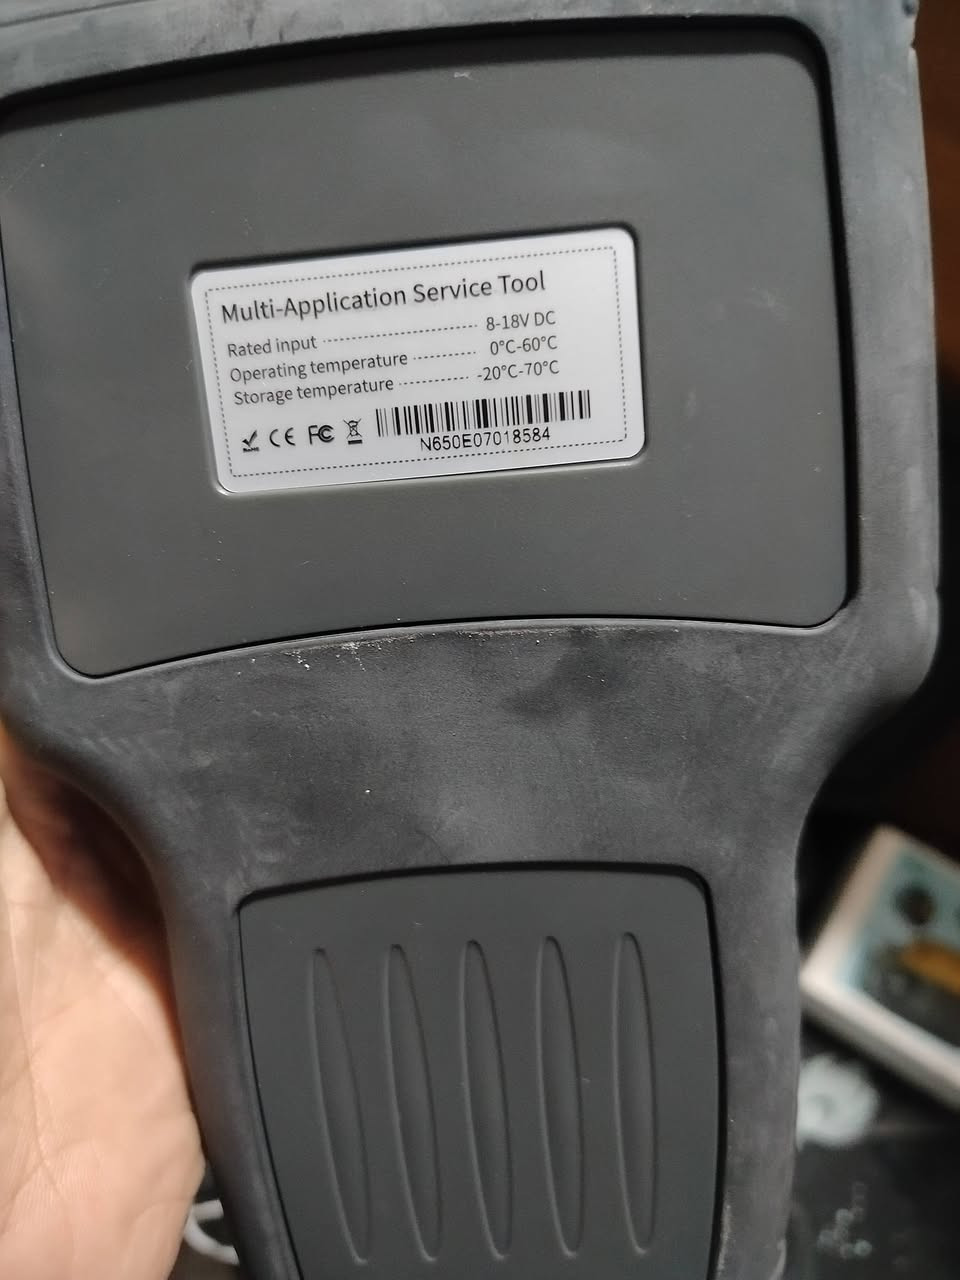 Multi-Application Service Tool
Rated input ............ 8-18V DC
Operating temperature ............ 0°C-60°C
Storage temperature ............ -20°C-70°C
RoHS CE FC
N650E07018584